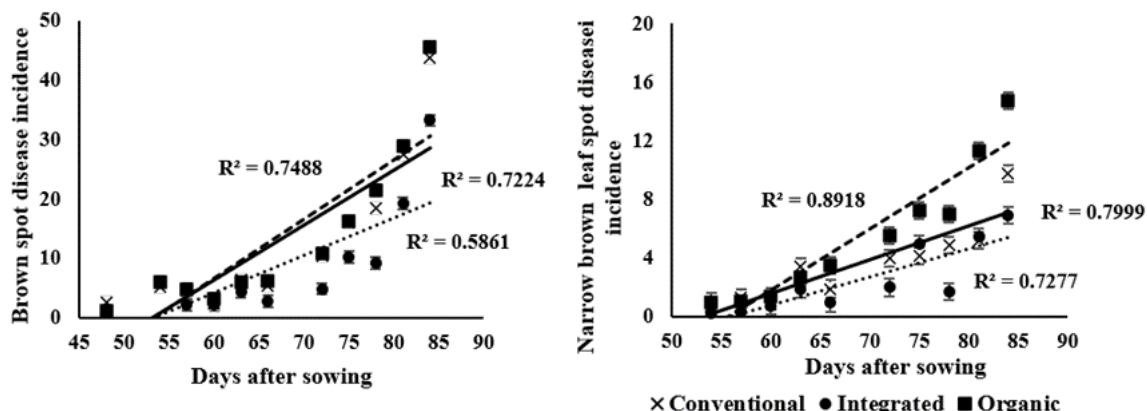 Brown spot disease incidence
50
40
30
20
10
0
45 50 55 60 65 70 75 80 85 90
Days after sowing
R² = 0.7488
R² = 0.7224
R² = 0.5861
Narrow brown leaf spot diseasei
incidence
20
16
12
8
4
0
50 55 60 65 70 75 80 85 90
Days after sowing
R² = 0.8918
R² = 0.7999
R² = 0.7277
× Conventional ● Integrated ■ Organic